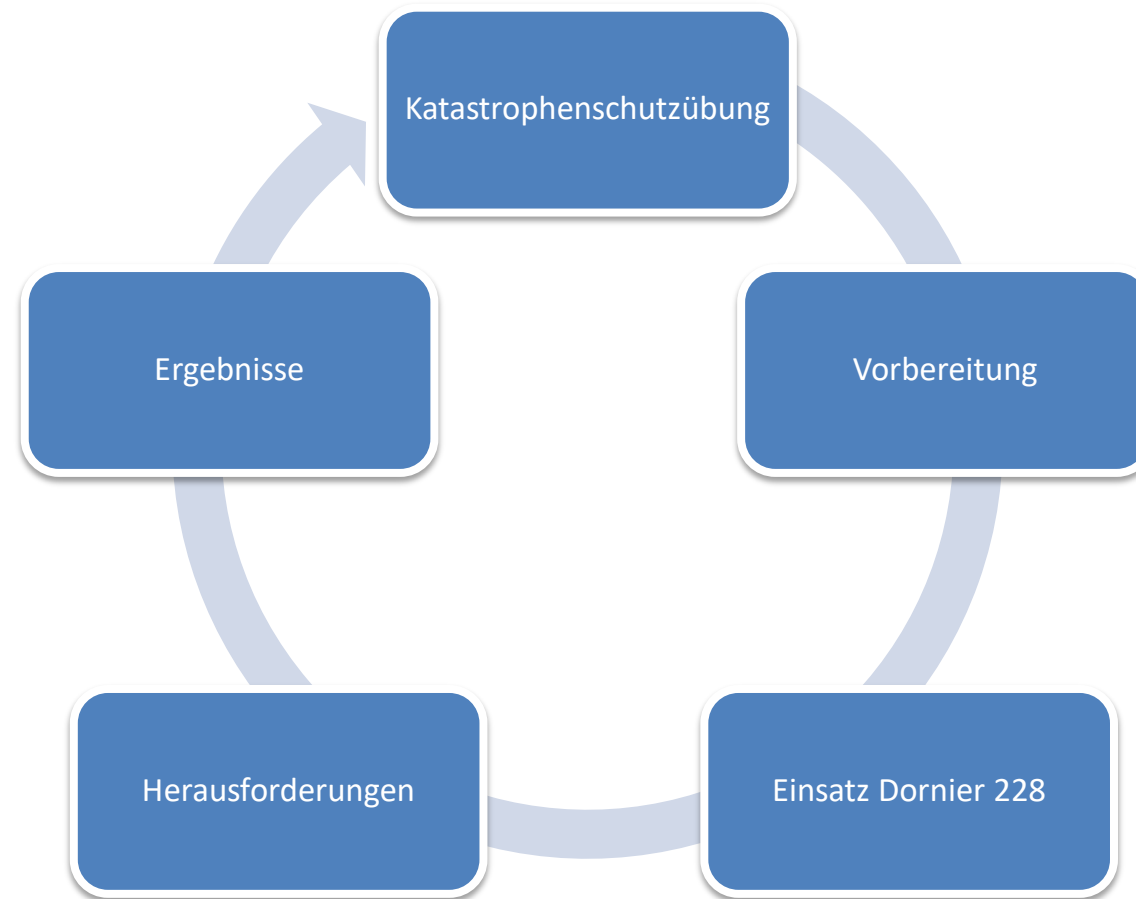 Katastrophenschutzübung
Vorbereitung
Einsatz Dornier 228
Herausforderungen
Ergebnisse